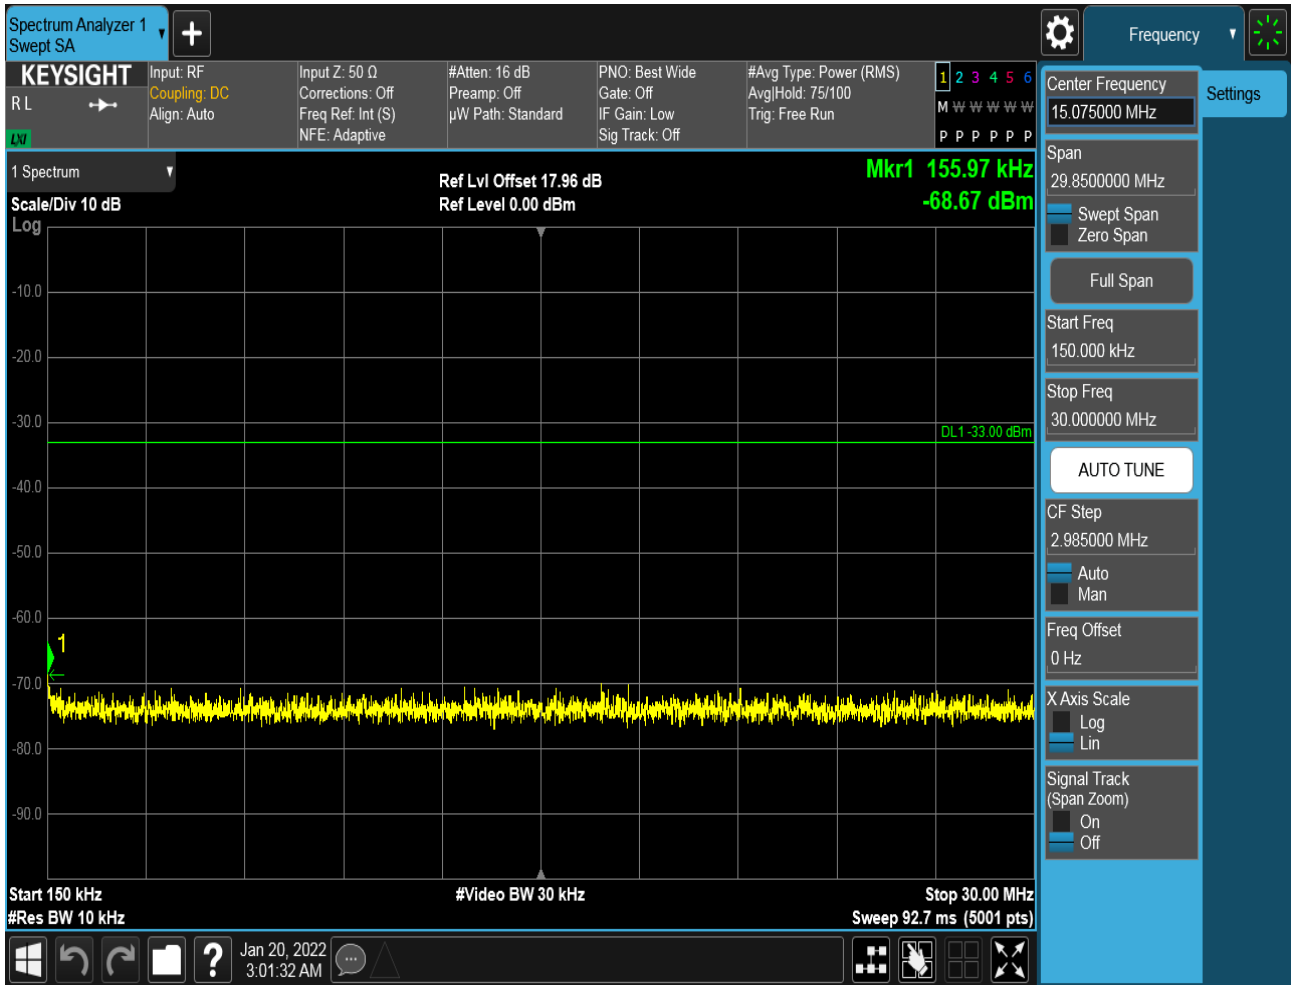 Spectrum Analyzer 1
Swept SA
Frequency
KEYSIGHT
R L
LXI
Input: RF
Coupling: DC
Align: Auto
Input Z: 50 Ω
Corrections: Off
Freq Ref: Int (S)
NFE: Adaptive
#Atten: 16 dB
Preamp: Off
µW Path: Standard
PNO: Best Wide
Gate: Off
IF Gain: Low
Sig Track: Off
#Avg Type: Power (RMS)
Avg|Hold: 75/100
Trig: Free Run
1 2 3 4 5 6
M W W W W W
P P P P P P
1 Spectrum
Scale/Div 10 dB
Log
Ref Lvl Offset 17.96 dB
Ref Level 0.00 dBm
Mkr1 155.97 kHz
-68.67 dBm
-10.0
-20.0
-30.0
DL1 -33.00 dBm
-40.0
-50.0
-60.0
1
-70.0
-80.0
-90.0
Start 150 kHz
#Video BW 30 kHz
Stop 30.00 MHz
#Res BW 10 kHz
Sweep 92.7 ms (5001 pts)
?
Jan 20, 2022
3:01:32 AM
Center Frequency
15.075000 MHz
Settings
Span
29.8500000 MHz
Swept Span
Zero Span
Full Span
Start Freq
150.000 kHz
Stop Freq
30.000000 MHz
AUTO TUNE
CF Step
2.985000 MHz
Auto
Man
Freq Offset
0 Hz
X Axis Scale
Log
Lin
Signal Track
(Span Zoom)
On
Off